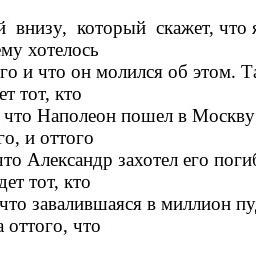 й внизу, который скажет, что я
ему хотелось
го и что он молился об этом. Та
ет тот, кто
что Наполеон пошел в Москву
го, и оттого
что Александр захотел его погиб
дет тот, кто
что завалившаяся в миллион пуд
а оттого, что